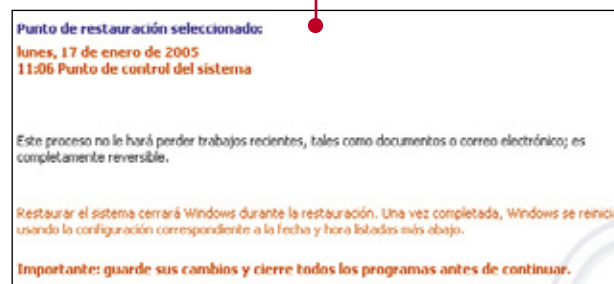 Punto de restauración seleccionado:
lunes, 17 de enero de 2005
11:06 Punto de control del sistema
Este proceso no le hará perder trabajos recientes, tales como documentos o correo electrónico; es
completamente reversible.
Restaurar el sistema cerrará Windows durante la restauración. Una vez completada, Windows se reinici
usando la configuración correspondiente a la fecha y hora listadas más abajo.
Importante: guarde sus cambios y cierre todos los programas antes de continuar.